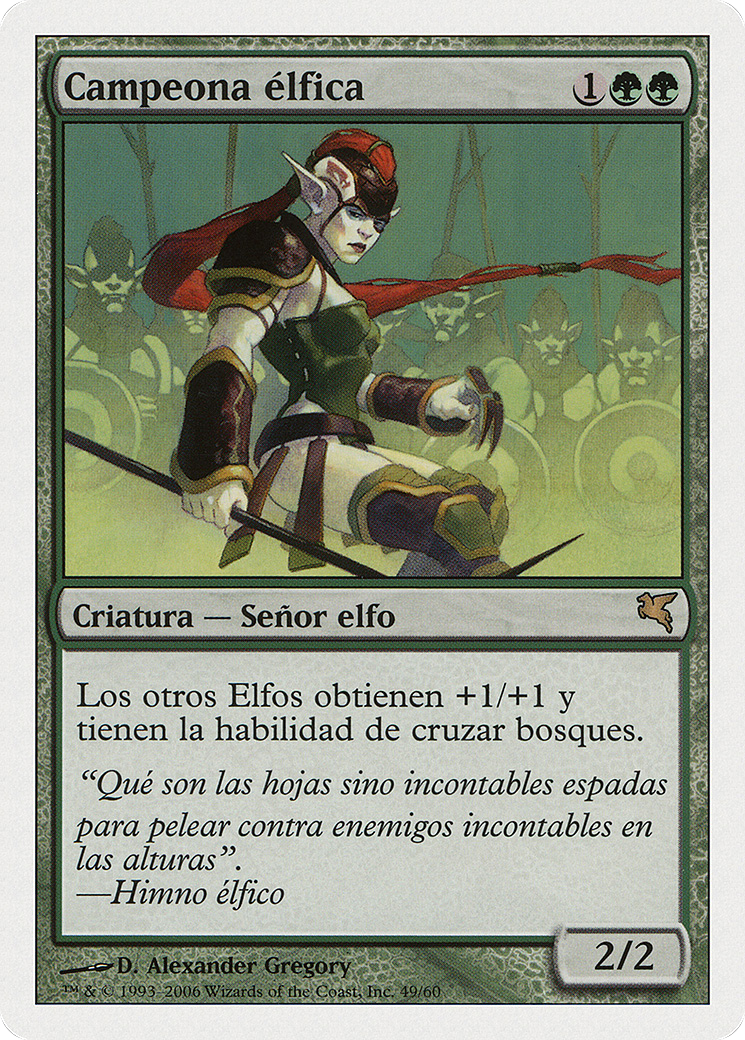 Campeona élfica 1
Criatura — Señor elfo
Los otros Elfos obtienen +1/+1 y
tienen la habilidad de cruzar bosques.
“Qué son las hojas sino incontables espadas
para pelear contra enemigos incontables en
las alturas”.
—Himno élfico
2/2
D. Alexander Gregory
™ & © 1993–2006 Wizards of the Coast, Inc. 49/60